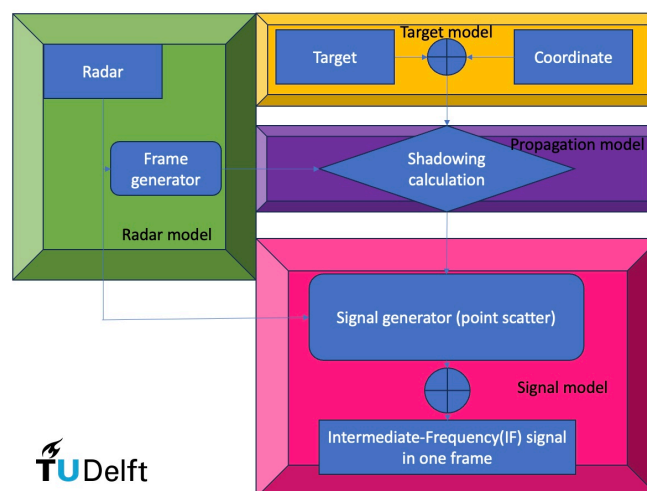 Target model
Radar
Target
Coordinate
Frame
generator
Shadowing
calculation
Propagation model
Radar model
Signal generator (point scatter)
Signal model
Intermediate-Frequency(IF) signal
in one frame
TUDelft